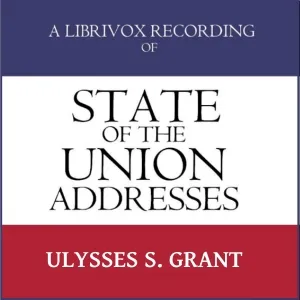 A LIBRIVOX RECORDING
OF
STATE
OF THE
UNION
ADDRESSES
ULYSSES S. GRANT